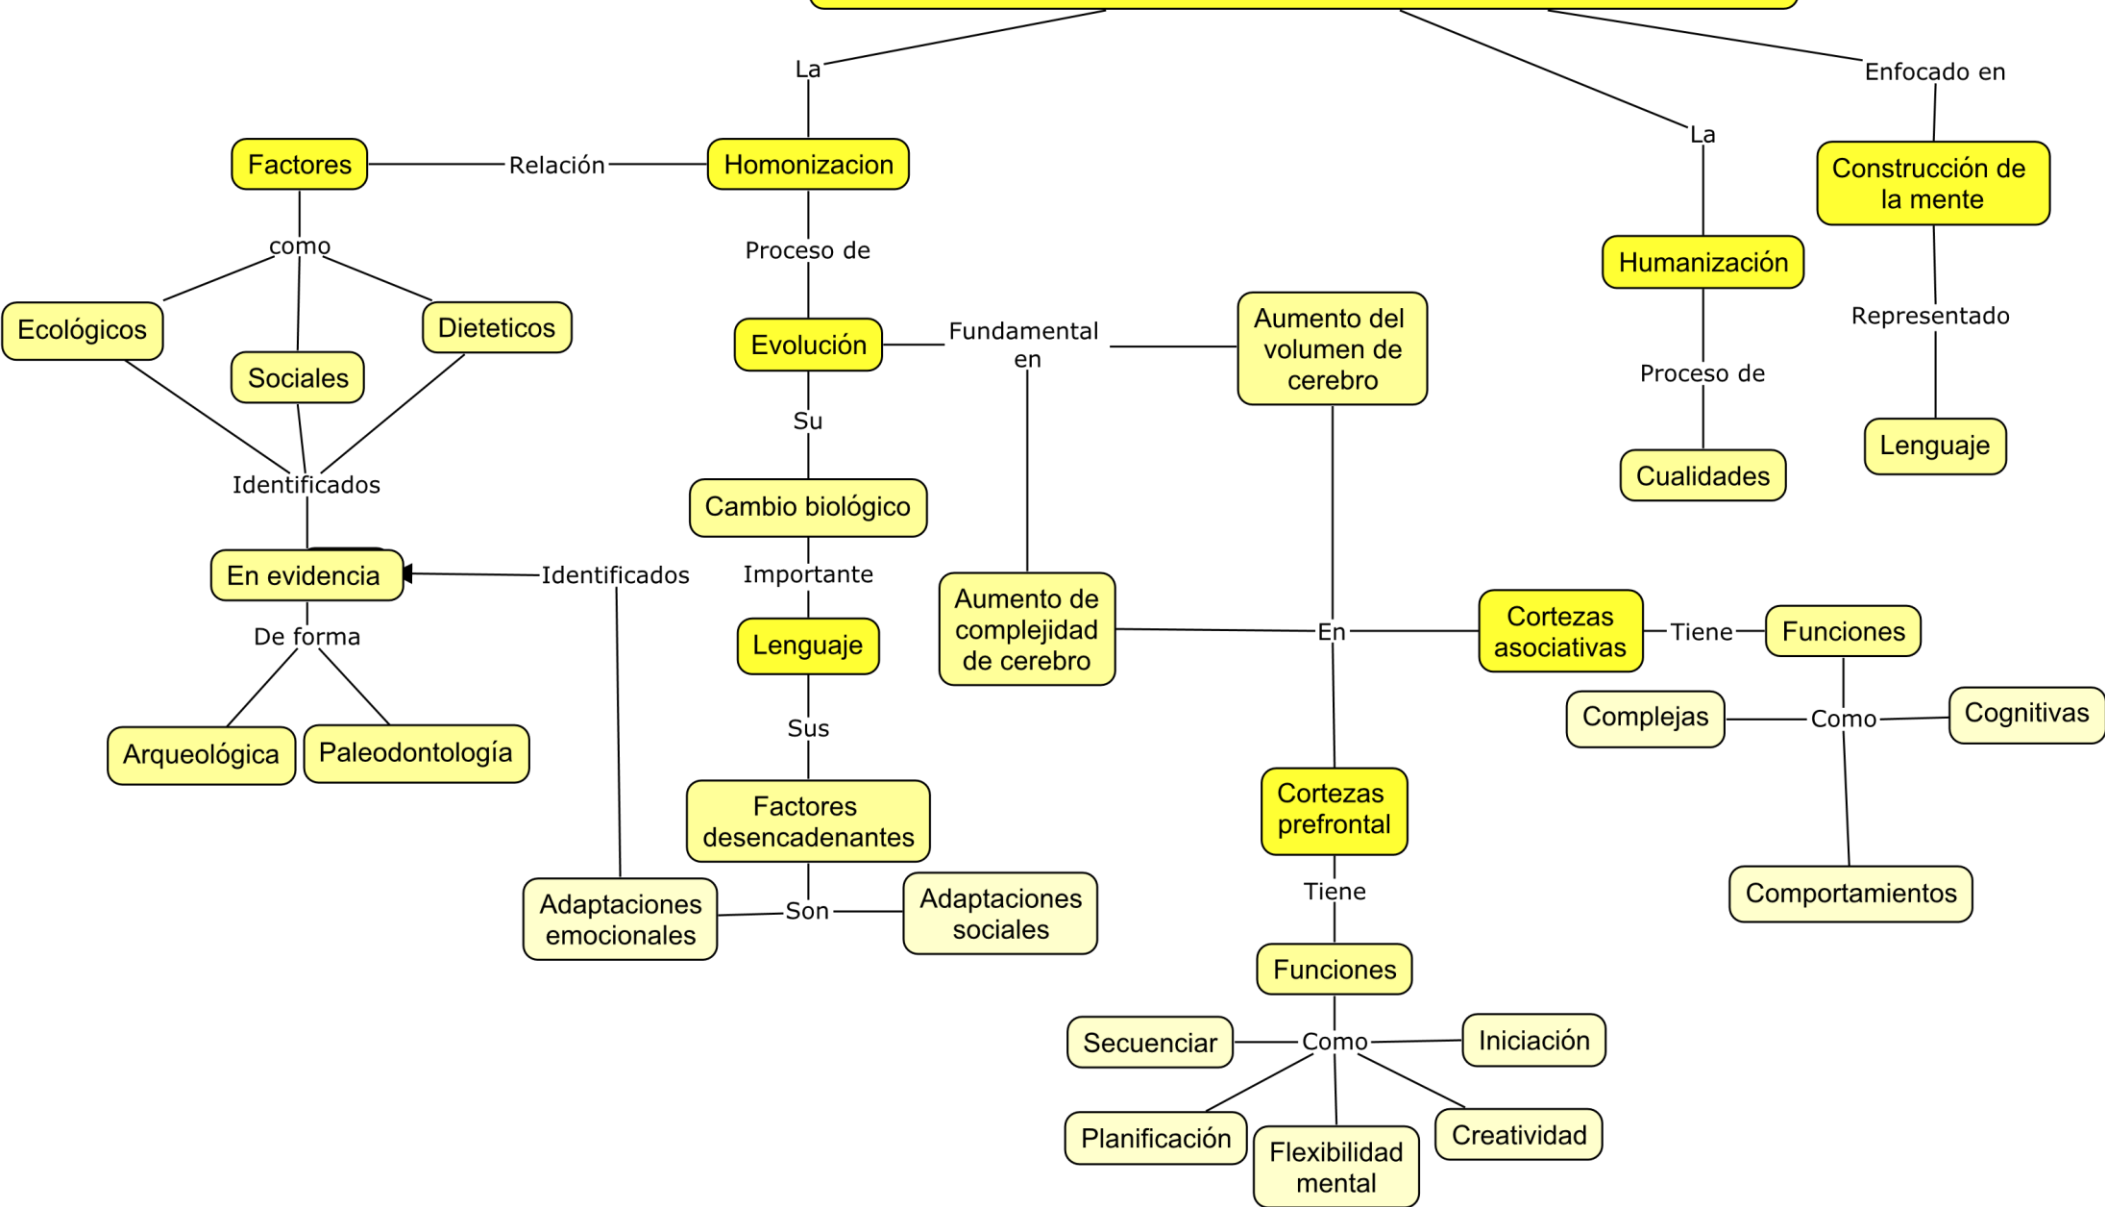 La
Enfocado en
La
Factores
Relación
Homonizacion
Construcción de
la mente
como
Proceso de
Humanización
Ecológicos
Dieteticos
Sociales
Evolución
Fundamental
en
Aumento del
volumen de
cerebro
Representado
Proceso de
Su
Lenguaje
Cualidades
Identificados
Cambio biológico
En evidencia
Identificados
Importante
Aumento de
complejidad
de cerebro
En
Cortezas
asociativas
Tiene
Funciones
De forma
Lenguaje
Complejas
Como
Cognitivas
Sus
Arqueológica
Paleodontología
Factores
desencadenantes
Cortezas
prefrontal
Adaptaciones
emocionales
Son
Adaptaciones
sociales
Tiene
Comportamientos
Funciones
Secuenciar
Como
Iniciación
Planificación
Flexibilidad
mental
Creatividad